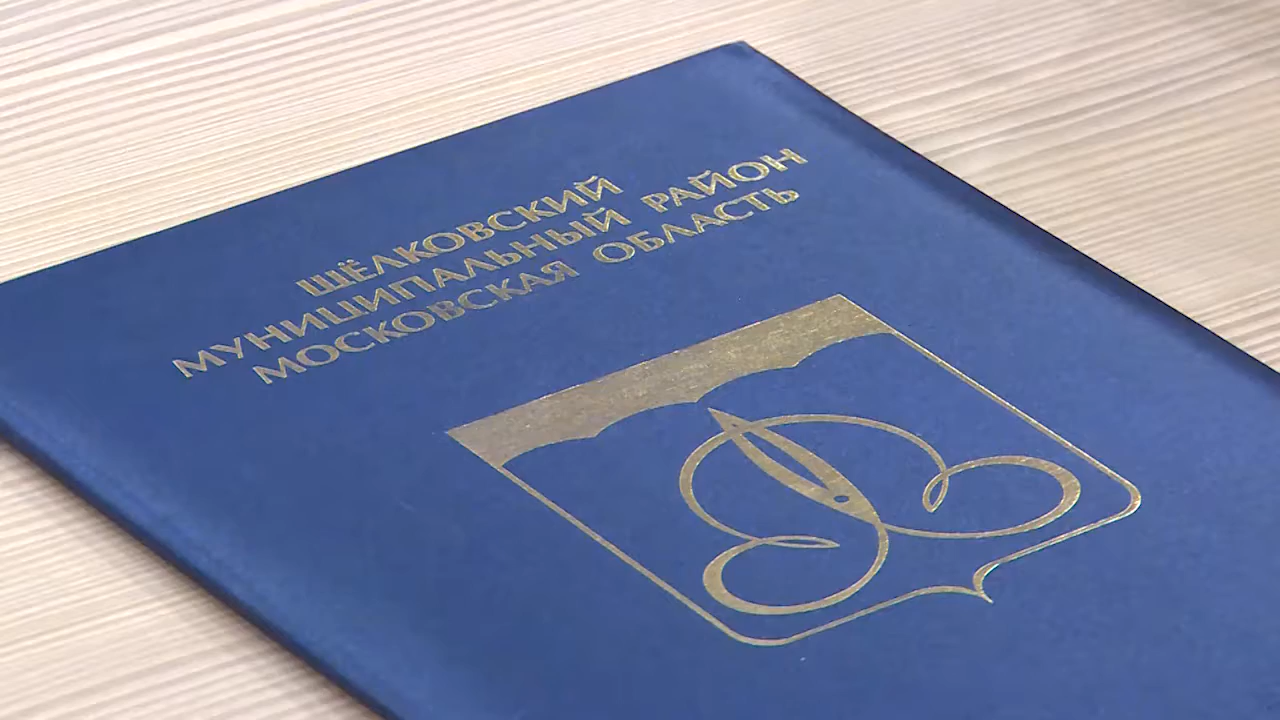 ЩЁЛКОВСКИЙ
МУНИЦИПАЛЬНЫЙ РАЙОН
МОСКОВСКАЯ ОБЛАСТЬ